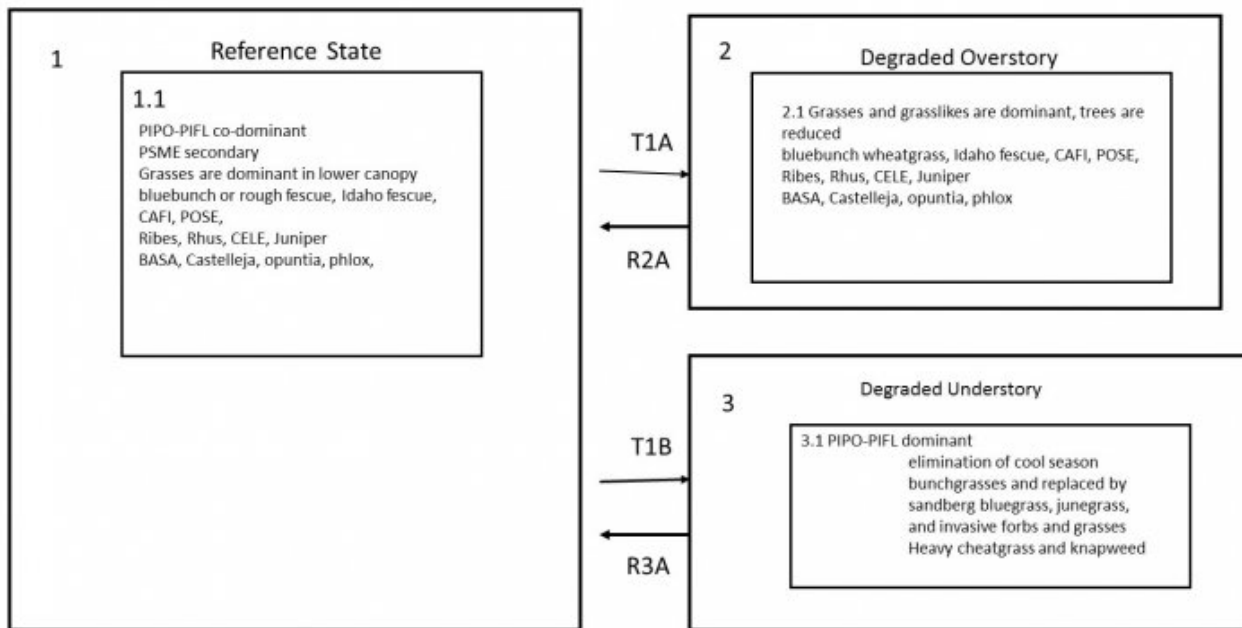 1
Reference State
1.1
PIPO-PIFL co-dominant
PSME secondary
Grasses are dominant in lower canopy
bluebunch or rough fescue, Idaho fescue,
CAFI, POSE,
Ribes, Rhus, CELE, Juniper
BASA, Castelleja, opuntia, phlox,
T1A
R2A
2
Degraded Overstory
2.1 Grasses and grasslikes are dominant, trees are
reduced
bluebunch wheatgrass, Idaho fescue, CAFI, POSE,
Ribes, Rhus, CELE, Juniper
BASA, Castelleja, opuntia, phlox
T1B
R3A
3
Degraded Understory
3.1 PIPO-PIFL dominant
elimination of cool season
bunchgrasses and replaced by
sandberg bluegrass, junegrass,
and invasive forbs and grasses
Heavy cheatgrass and knapweed